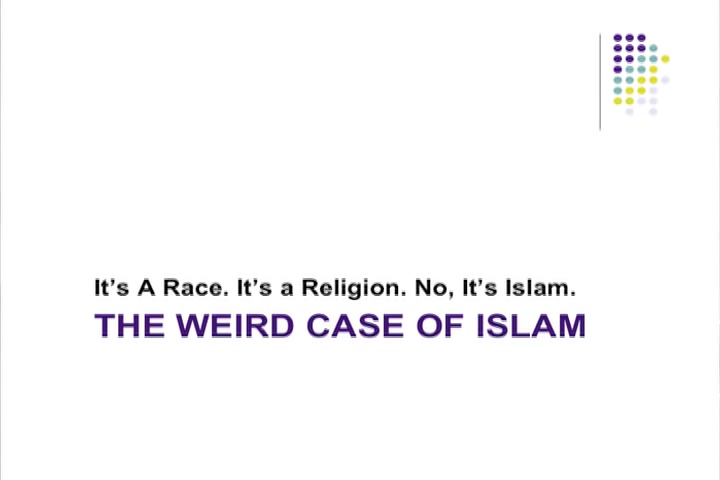 It's A Race. It's a Religion. No, It's Islam.
THE WEIRD CASE OF ISLAM